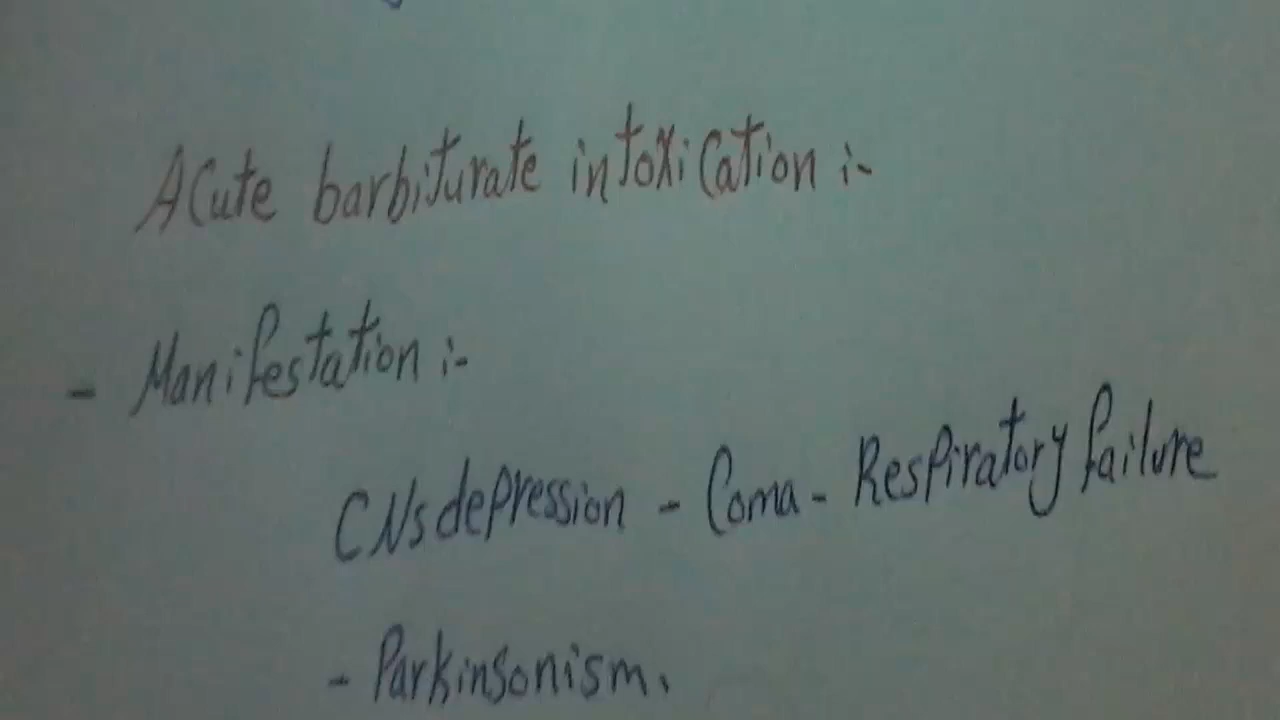 Acute barbiturate intoxication :-
- Manifestation :-
CNs depression - Coma - Respiratory failure
- Parkinsonism.